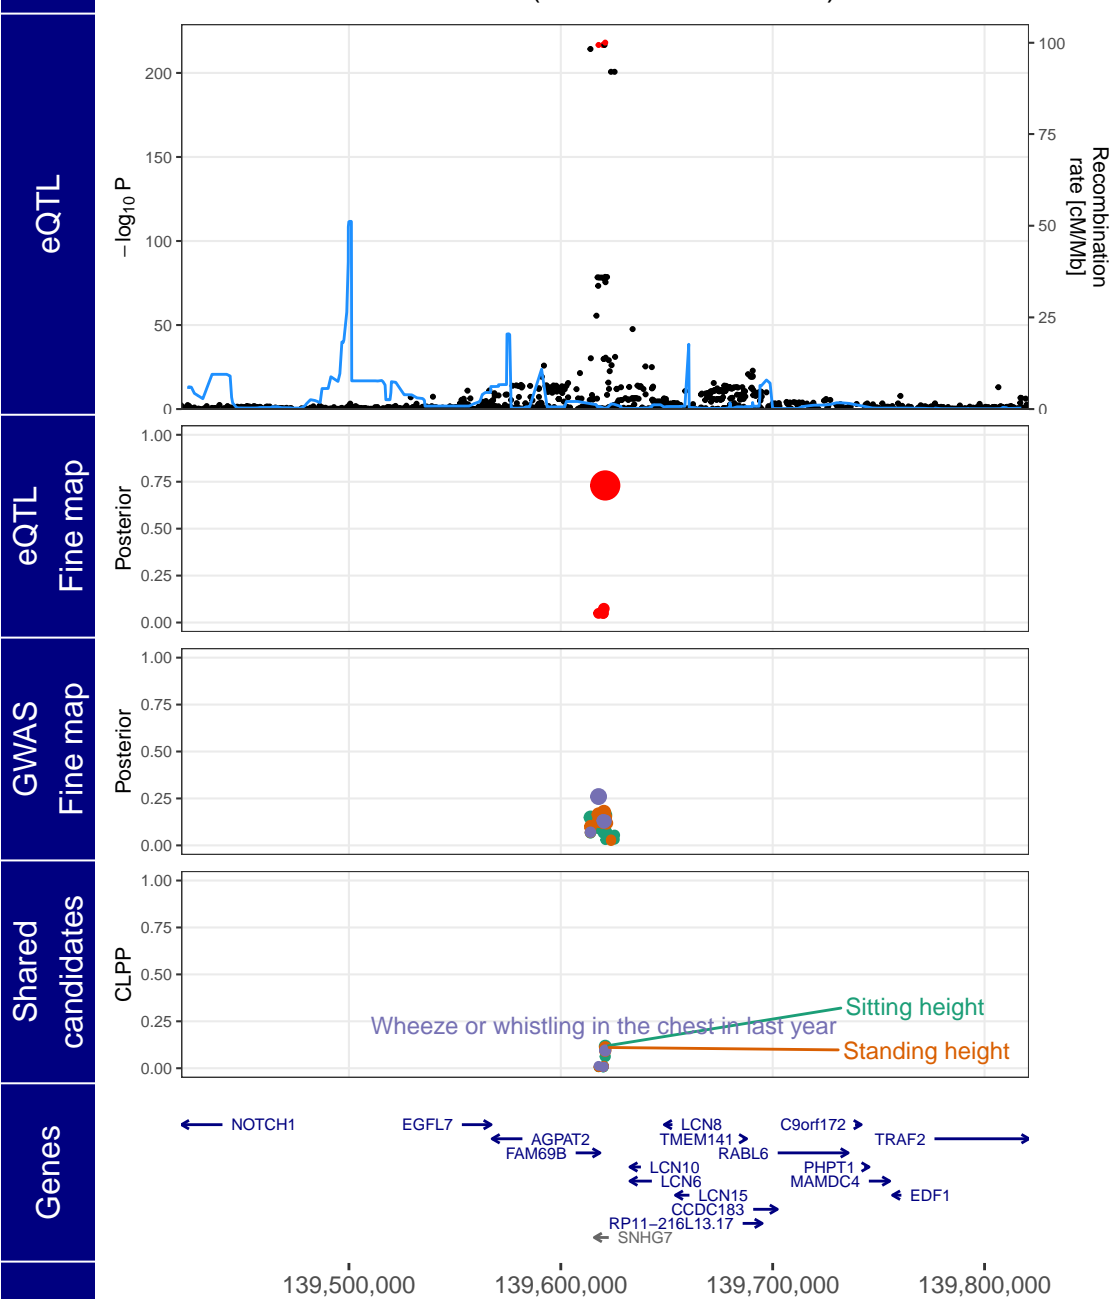 eQTL
−log10 P
200
150
100
50
0
100
75
50
25
0
Recombination
rate [cM/Mb]
eQTL
Fine map
Posterior
1.00
0.75
0.50
0.25
0.00
GWAS
Fine map
Posterior
1.00
0.75
0.50
0.25
0.00
Shared
candidates
CLPP
1.00
0.75
0.50
0.25
0.00
Sitting height
Wheeze or whistling in the chest in last year
Standing height
Genes
NOTCH1
EGFL7
LCN8
C9orf172
AGPAT2
TMEM141
TRAF2
FAM69B
RABL6
LCN10
PHPT1
LCN6
MAMDC4
LCN15
EDF1
CCDC183
RP11−216L13.17
SNHG7
139,500,000
139,600,000
139,700,000
139,800,000